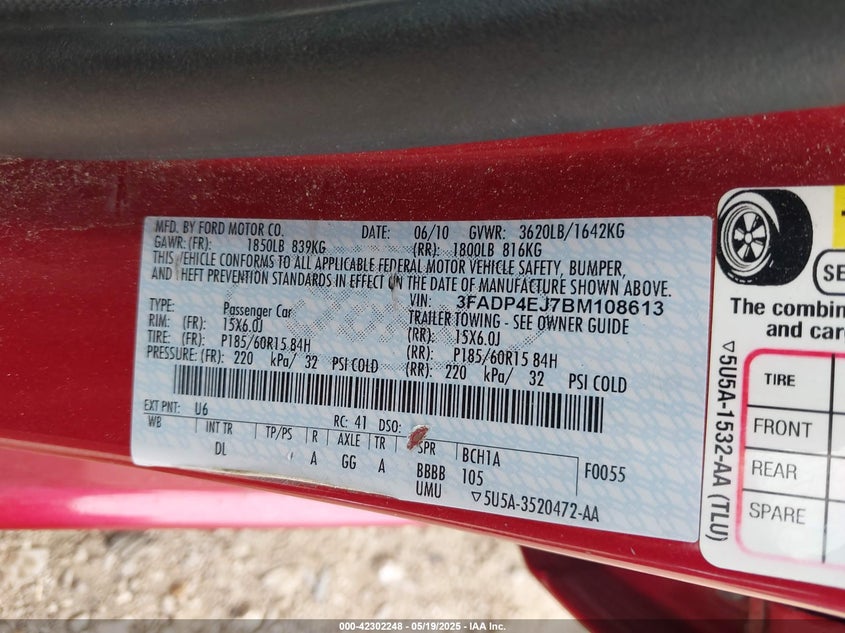 MFD. BY FORD MOTOR CO. DATE: 06/10 GVWR: 3620LB/1642KG
GAWR: (FR): 1850LB 839KG (RR): 1800LB 816KG
THIS VEHICLE CONFORMS TO ALL APPLICABLE FEDERAL MOTOR VEHICLE SAFETY, BUMPER,
AND THEFT PREVENTION STANDARDS IN EFFECT ON THE DATE OF MANUFACTURE SHOWN ABOVE.
VIN: 3FADP4EJ7BM108613
TYPE: Passenger Car TRAILER TOWING - SEE OWNER GUIDE
RIM: (FR): 15X6.0J (RR): 15X6.0J
TIRE: (FR): P185/60R15 84H (RR): P185/60R15 84H
PRESSURE: (FR): 220 kPa/ 32 PSI COLD (RR): 220 kPa/ 32 PSI COLD
EXT PNT: U6 RC: 41 DSO:
WB INT TR TP/PS R AXLE TR SPR BCH1A
DL A GG A BBBB 105 F0055
UMU ▽5U5A-3520472-AA
SE
The combin
and car
▽5U5A-1532-AA (TLU)
TIRE
FRONT
REAR
SPARE
000-42302248 - 05/19/2025 - IAA Inc.